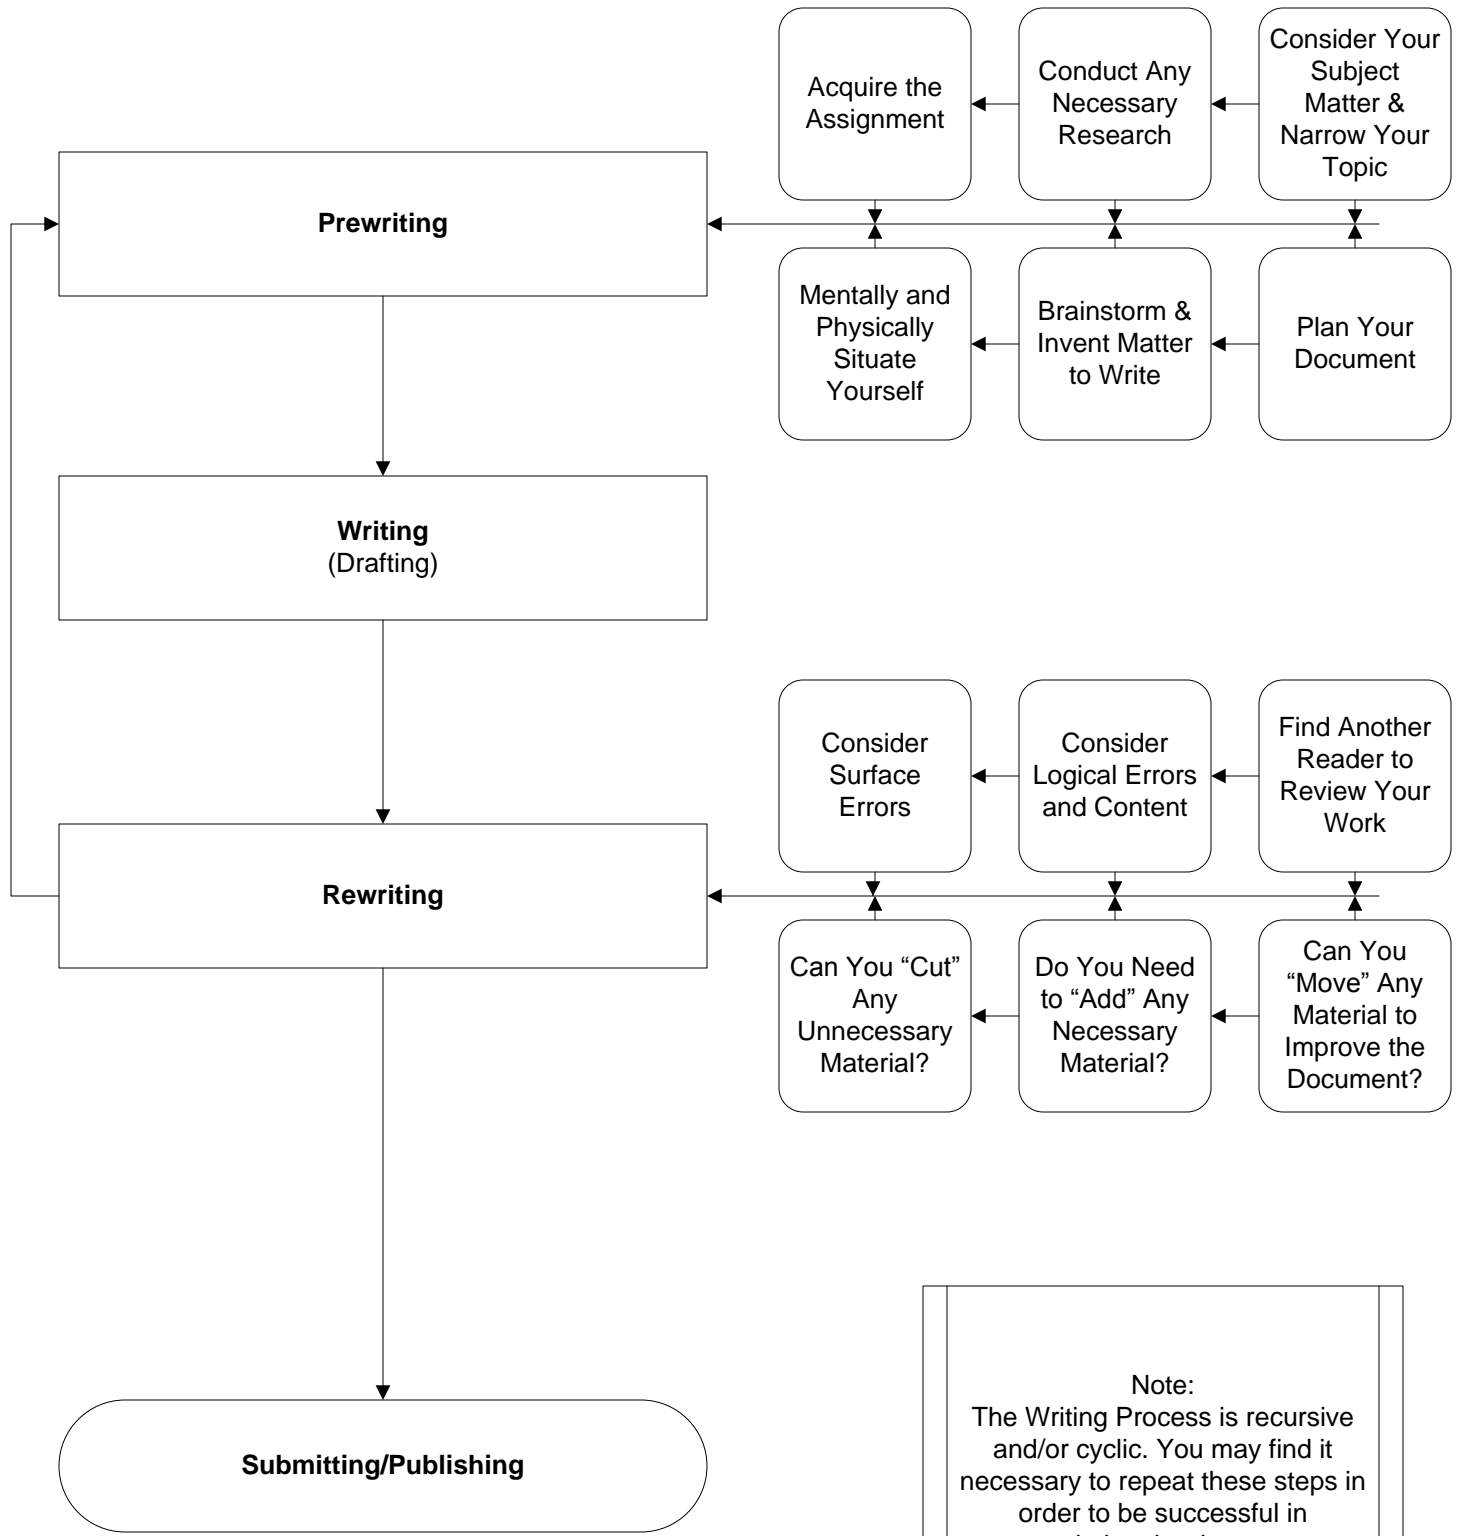 Acquire the
Assignment
Conduct Any
Necessary
Research
Consider Your
Subject
Matter &
Narrow Your
Topic
Prewriting
Mentally and
Physically
Situate
Yourself
Brainstorm &
Invent Matter
to Write
Plan Your
Document
Writing
(Drafting)
Consider
Surface
Errors
Consider
Logical Errors
and Content
Find Another
Reader to
Review Your
Work
Rewriting
Can You “Cut”
Any
Unnecessary
Material?
Do You Need
to “Add” Any
Necessary
Material?
Can You
“Move” Any
Material to
Improve the
Document?
Submitting/Publishing
Note:
The Writing Process is recursive
and/or cyclic. You may find it
necessary to repeat these steps in
order to be successful in